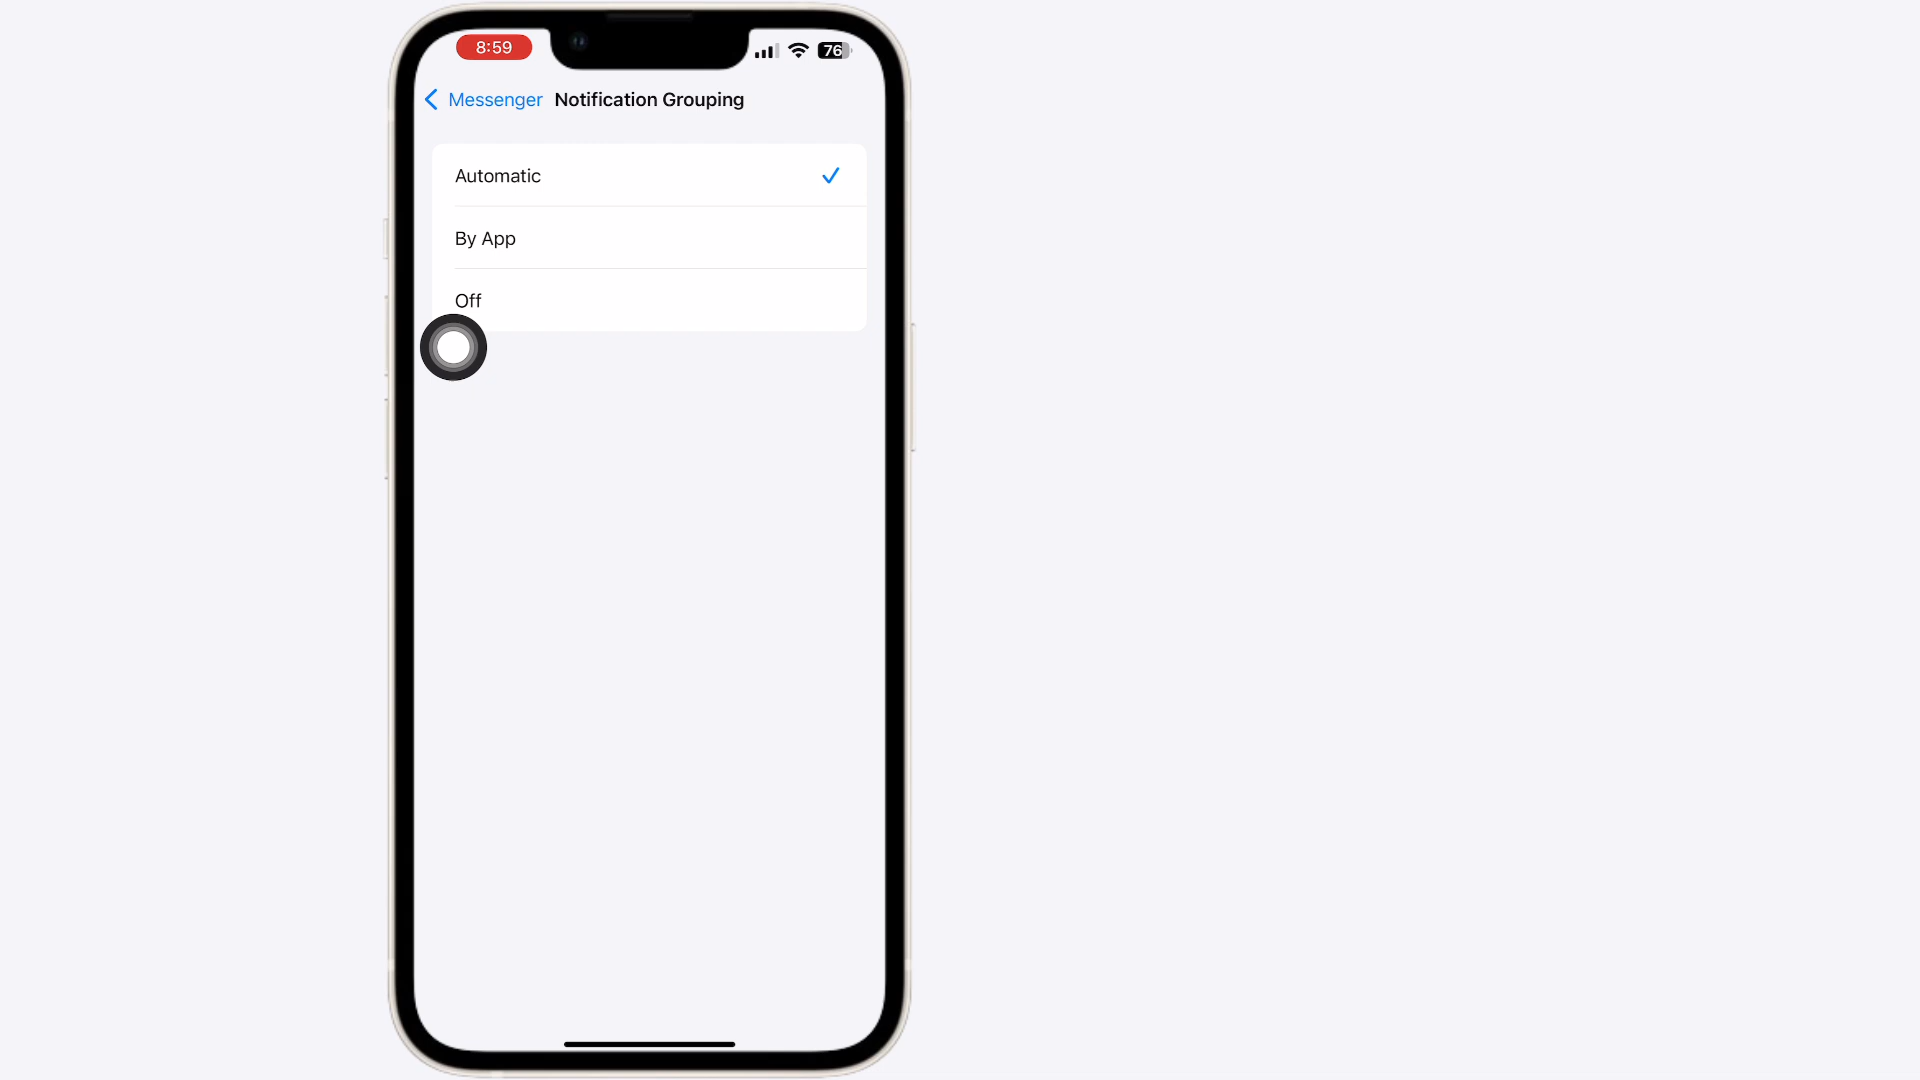 8:59
76
Messenger Notification Grouping
Automatic
By App
Off